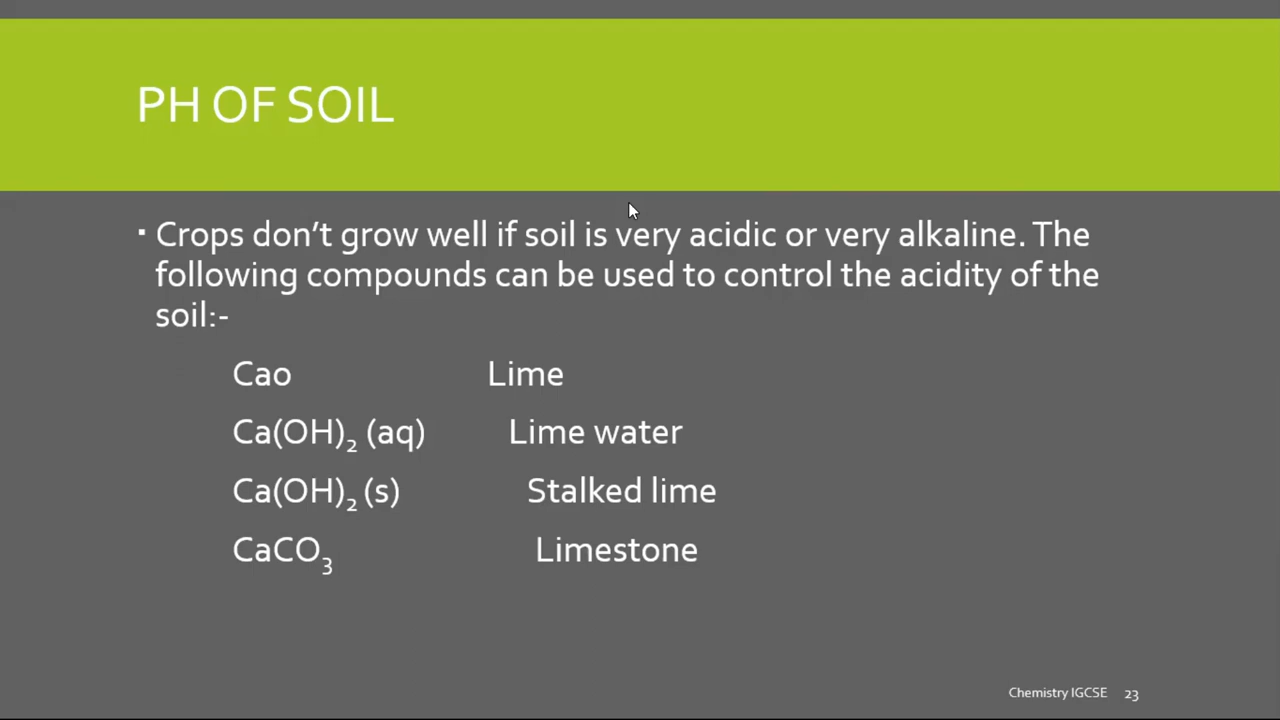 PH OF SOIL
▪ Crops don’t grow well if soil is very acidic or very alkaline. The
following compounds can be used to control the acidity of the
soil:-
Cao Lime
Ca(OH)₂ (aq) Lime water
Ca(OH)₂ (s) Stalked lime
CaCO₃ Limestone
Chemistry IGCSE 23